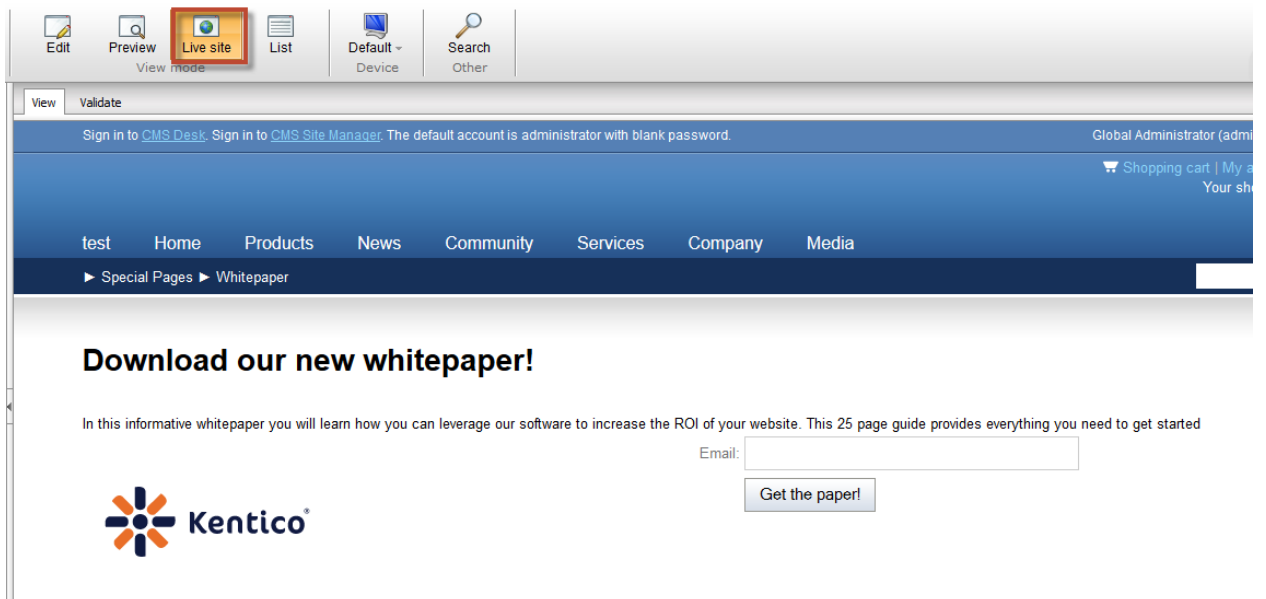 Edit Preview Live site List Default Search
View mode Device Other
View Validate
Sign in to CMS Desk. Sign in to CMS Site Manager. The default account is administrator with blank password. Global Administrator (admi
Shopping cart | My a
Your sh
test Home Products News Community Services Company Media
► Special Pages ► Whitepaper
Download our new whitepaper!
In this informative whitepaper you will learn how you can leverage our software to increase the ROI of your website. This 25 page guide provides everything you need to get started
Email:
Get the paper!
Kentico®